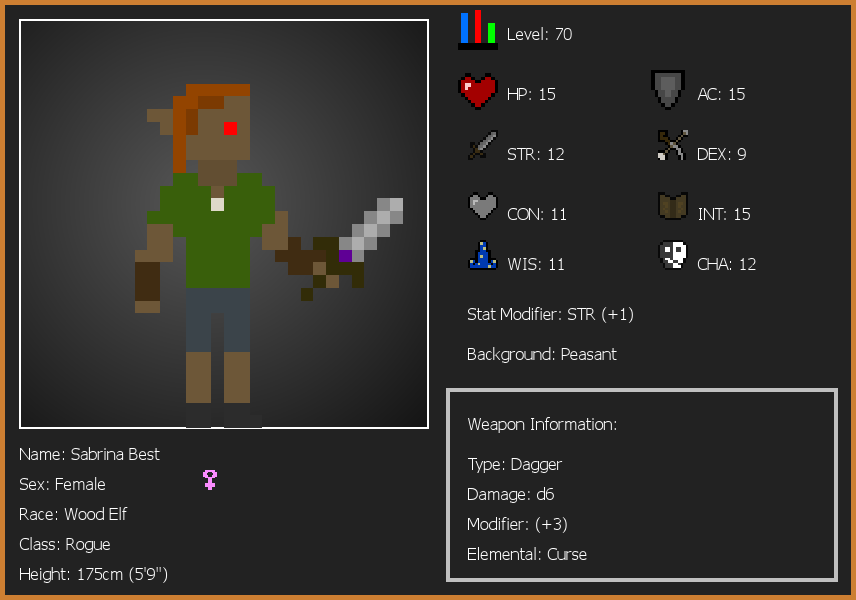 Level: 70
HP: 15
AC: 15
STR: 12
DEX: 9
CON: 11
INT: 15
WIS: 11
CHA: 12
Stat Modifier: STR (+1)
Background: Peasant
Weapon Information:
Type: Dagger
Damage: d6
Modifier: (+3)
Elemental: Curse
Name: Sabrina Best
Sex: Female
Race: Wood Elf
Class: Rogue
Height: 175cm (5'9")